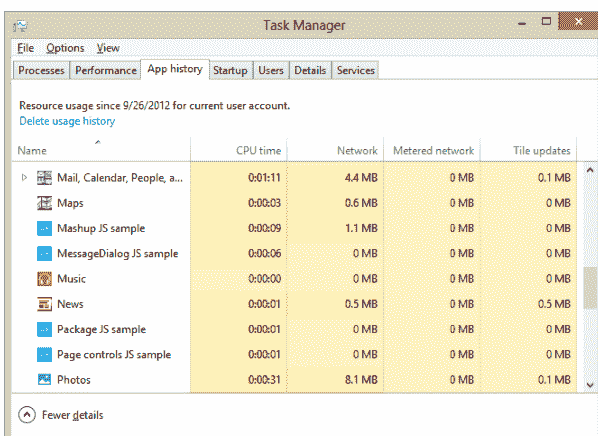 Task Manager
File Options View
Processes Performance App history Startup Users Details Services
Resource usage since 9/26/2012 for current user account.
Delete usage history
Name CPU time Network Metered network Tile updates
Mail, Calendar, People, a... 0:01:11 4.4 MB 0 MB 0.1 MB
Maps 0:00:03 0.6 MB 0 MB 0 MB
Mashup JS sample 0:00:09 1.1 MB 0 MB 0 MB
MessageDialog JS sample 0:00:06 0 MB 0 MB 0 MB
Music 0:00:00 0 MB 0 MB 0 MB
News 0:00:01 0.5 MB 0 MB 0.5 MB
Package JS sample 0:00:01 0 MB 0 MB 0 MB
Page controls JS sample 0:00:01 0 MB 0 MB 0 MB
Photos 0:00:31 8.1 MB 0 MB 0.1 MB
Fewer details